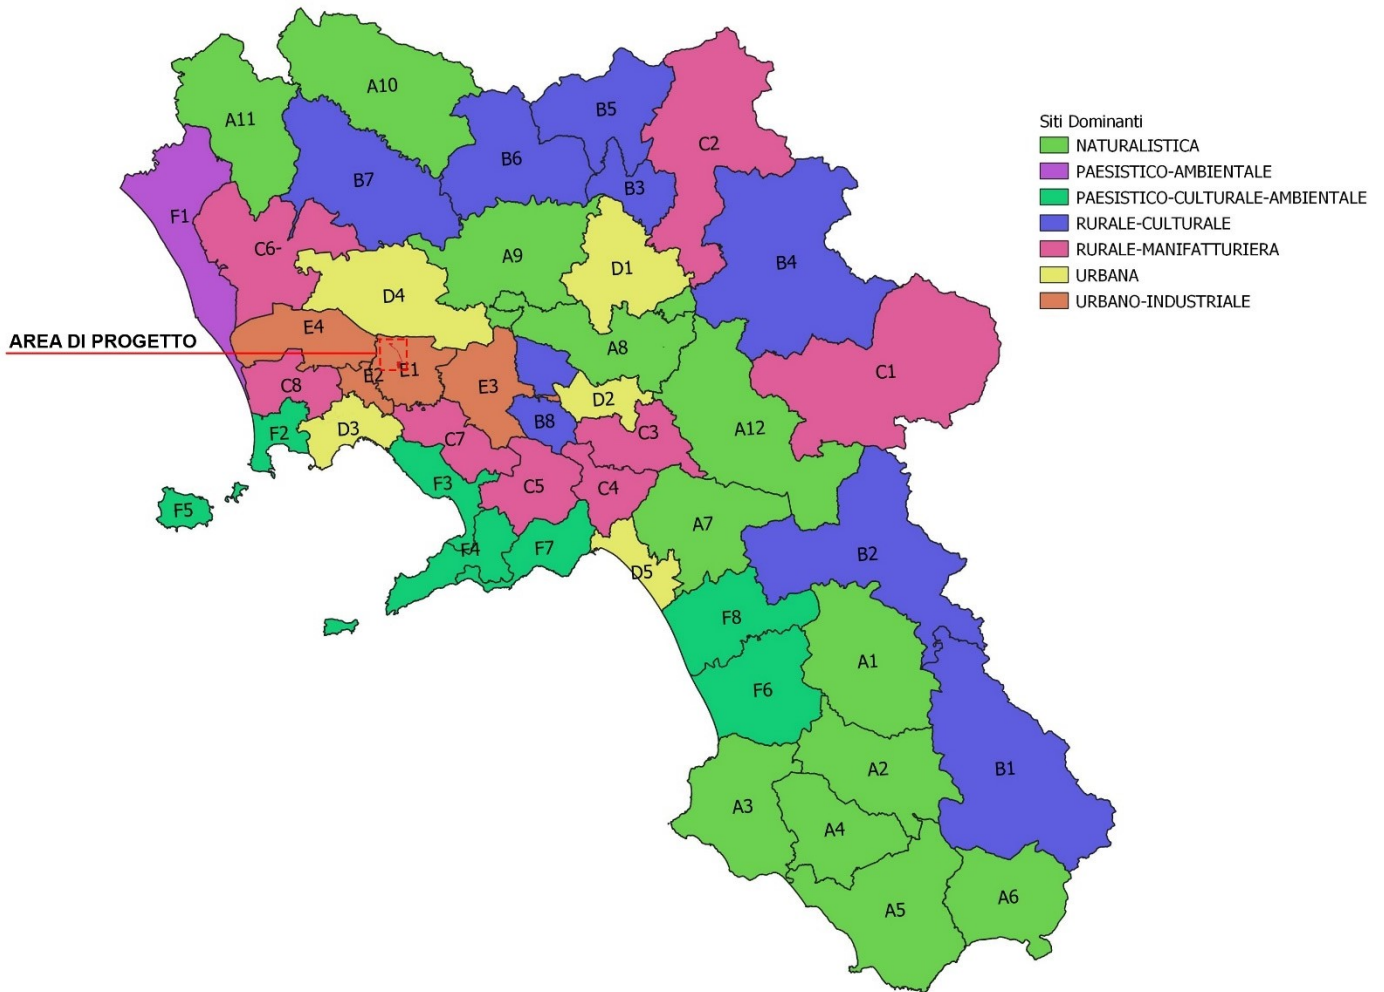 A10
A11
B5
C2
B6
B7
B3
F1
C6-
A9
D1
B4
D4
E4
AREA DI PROGETTO
A8
E1
E2
E3
C8
C1
D2
B8
F2
D3
C7
C3
A12
F3
C5
C4
F5
A7
F4
F7
B2
D5
F8
A1
F6
A2
B1
A3
A4
A5
A6
Siti Dominanti
NATURALISTICA
PAESISTICO-AMBIENTALE
PAESISTICO-CULTURALE-AMBIENTALE
RURALE-CULTURALE
RURALE-MANIFATTURIERA
URBANA
URBANO-INDUSTRIALE